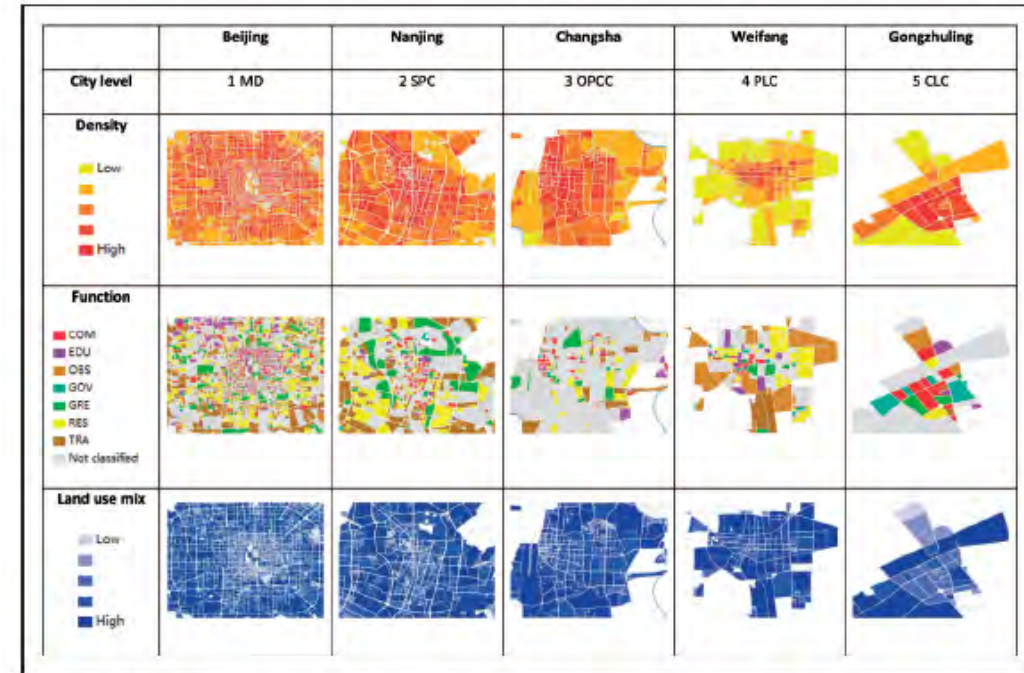 Beijing Nanjing Changsha Weifang Gongzhuling
City level 1 MD 2 SPC 3 OPCC 4 PLC 5 CLC
Density
Low
High
Function
COM
EDU
OBS
GOV
GRE
RES
TRA
Not classified
Land use mix
Low
High